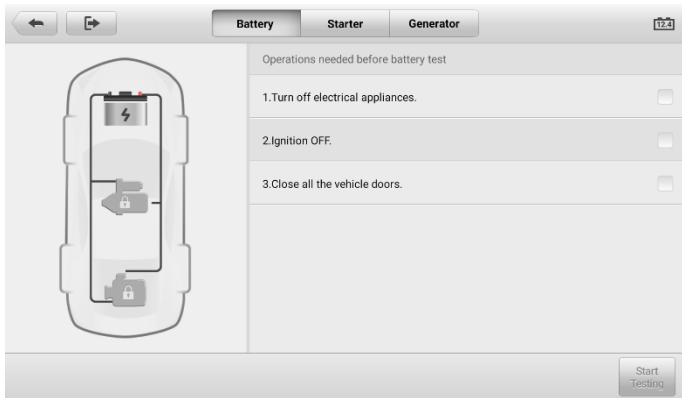 Battery
Starter
Generator
12.4
Operations needed before battery test
1.Turn off electrical appliances.
2.Ignition OFF.
3.Close all the vehicle doors.
Start
Testing